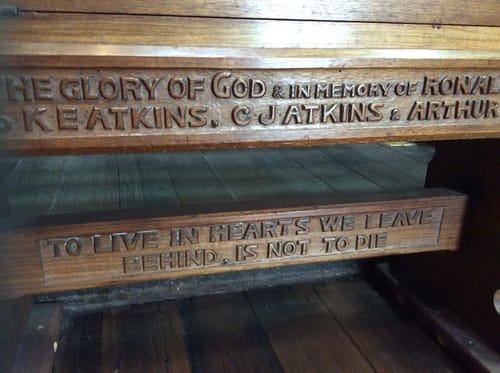 THE GLORY OF GOD & IN MEMORY OF RONAL
K E ATKINS, C J ATKINS & ARTHUR
TO LIVE IN HEARTS WE LEAVE
BEHIND, IS NOT TO DIE